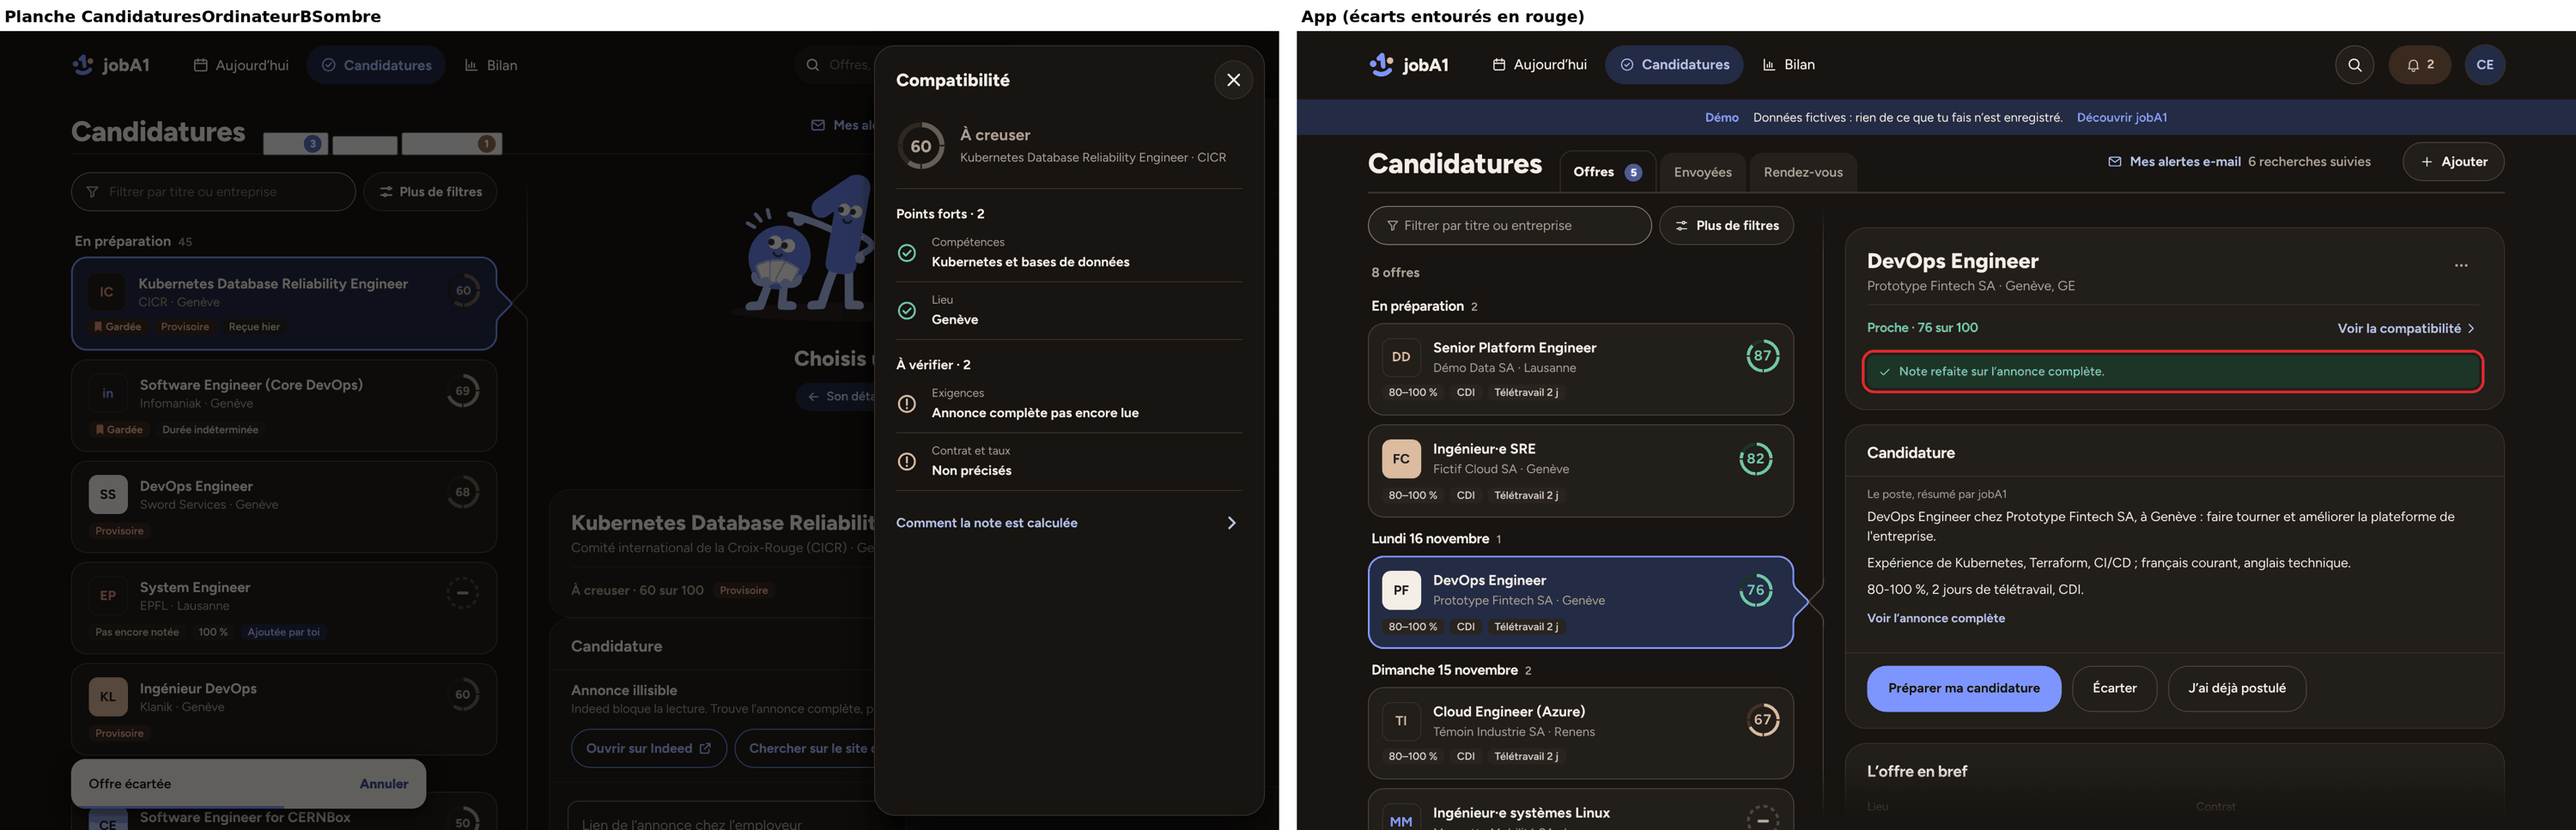 Planche CandidaturesOrdinateurBSombre
jobA1
Aujourd'hui
Candidatures
Bilan
Offres,
Candidatures
3
1
Mes al
Filtrer par titre ou entreprise
Plus de filtres
En préparation 45
IC
Kubernetes Database Reliability Engineer
CICR · Genève
60
Gardée
Provisoire
Reçue hier
in
Software Engineer (Core DevOps)
Infomaniak · Genève
69
Gardée
Durée indéterminée
SS
DevOps Engineer
Sword Services · Genève
68
Provisoire
EP
System Engineer
EPFL · Lausanne
Pas encore notée
100 %
Ajoutée par toi
KL
Ingénieur DevOps
Klanik · Genève
60
Provisoire
Offre écartée
Annuler
CE
Software Engineer for CERNBox
50
Choisis
Son déta
Kubernetes Database Reliabilit
Comité international de la Croix-Rouge (CICR) · Ge
À creuser · 60 sur 100
Provisoire
Candidature
Annonce illisible
Indeed bloque la lecture. Trouve l'annonce complète, p
Ouvrir sur Indeed
Chercher sur le site
Lien de l'annonce chez l'employeur
Compatibilité
60
À creuser
Kubernetes Database Reliability Engineer · CICR
Points forts · 2
Compétences
Kubernetes et bases de données
Lieu
Genève
À vérifier · 2
Exigences
Annonce complète pas encore lue
Contrat et taux
Non précisés
Comment la note est calculée
App (écarts entourés en rouge)
jobA1
Aujourd'hui
Candidatures
Bilan
2
CE
Démo Données fictives : rien de ce que tu fais n'est enregistré. Découvrir jobA1
Candidatures
Offres 5
Envoyées
Rendez-vous
Mes alertes e-mail 6 recherches suivies
Ajouter
Filtrer par titre ou entreprise
Plus de filtres
8 offres
En préparation 2
DD
Senior Platform Engineer
Démo Data SA · Lausanne
87
80–100 %
CDI
Télétravail 2 j
FC
Ingénieur·e SRE
Fictif Cloud SA · Genève
82
80–100 %
CDI
Télétravail 2 j
Lundi 16 novembre 1
PF
DevOps Engineer
Prototype Fintech SA · Genève
76
80–100 %
CDI
Télétravail 2 j
Dimanche 15 novembre 2
TI
Cloud Engineer (Azure)
Témoin Industrie SA · Renens
67
80–100 %
CDI
Télétravail 2 j
MM
Ingénieur·e systèmes Linux
DevOps Engineer
Prototype Fintech SA · Genève, GE
Proche · 76 sur 100
Voir la compatibilité
Note refaite sur l'annonce complète.
Candidature
Le poste, résumé par jobA1
DevOps Engineer chez Prototype Fintech SA, à Genève : faire tourner et améliorer la plateforme de
l'entreprise.
Expérience de Kubernetes, Terraform, CI/CD ; français courant, anglais technique.
80-100 %, 2 jours de télétravail, CDI.
Voir l'annonce complète
Préparer ma candidature
Écarter
J'ai déjà postulé
L'offre en bref
Lieu
Contrat